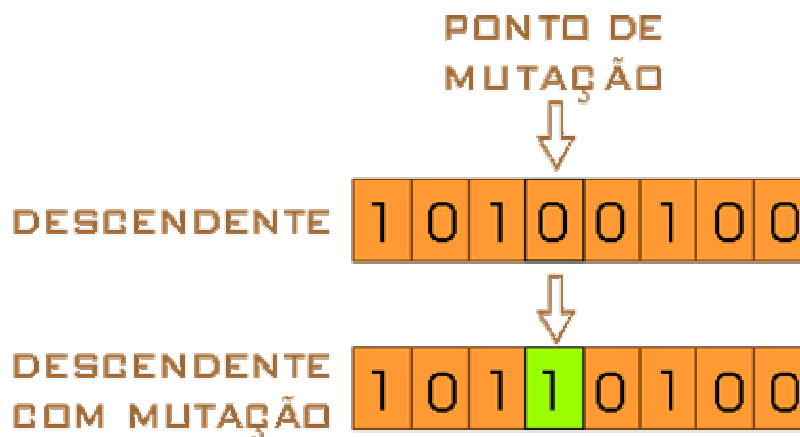 PONTO DE
MUTAÇÃO
DESCENDENTE 1 0 1 0 0 1 0 0
DESCENDENTE
COM MUTAÇÃO 1 0 1 1 0 1 0 0